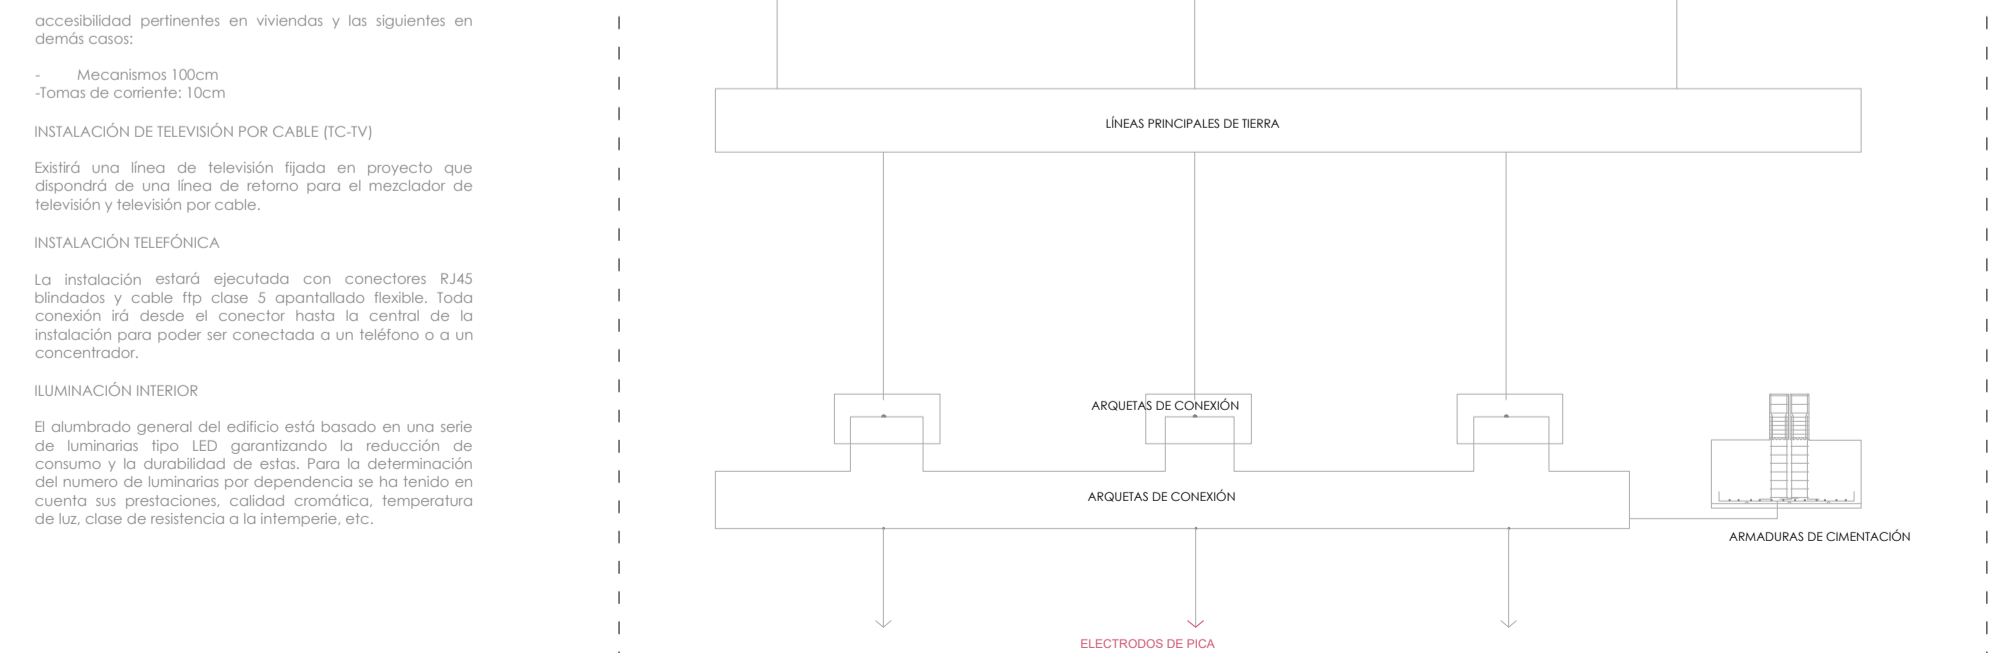 accesibilidad pertinentes en viviendas y las siguientes en
demás casos:
- Mecanismos 100cm
-Tomas de corriente: 10cm
INSTALACIÓN DE TELEVISIÓN POR CABLE (TC-TV)
Existirá una línea de televisión fijada en proyecto que
dispondrá de una línea de retorno para el mezclador de
televisión y televisión por cable.
INSTALACIÓN TELEFÓNICA
La instalación estará ejecutada con conectores RJ45
blindados y cable ftp clase 5 apantallado flexible. Toda
conexión irá desde el conector hasta la central de la
instalación para poder ser conectada a un teléfono o a un
concentrador.
ILUMINACIÓN INTERIOR
El alumbrado general del edificio está basado en una serie
de luminarias tipo LED garantizando la reducción de
consumo y la durabilidad de estas. Para la determinación
del numero de luminarias por dependencia se ha tenido en
cuenta sus prestaciones, calidad cromática, temperatura
de luz, clase de resistencia a la intemperie, etc.
LÍNEAS PRINCIPALES DE TIERRA
ARQUETAS DE CONEXIÓN
ARQUETAS DE CONEXIÓN
ARMADURAS DE CIMENTACIÓN
ELECTRODOS DE PICA